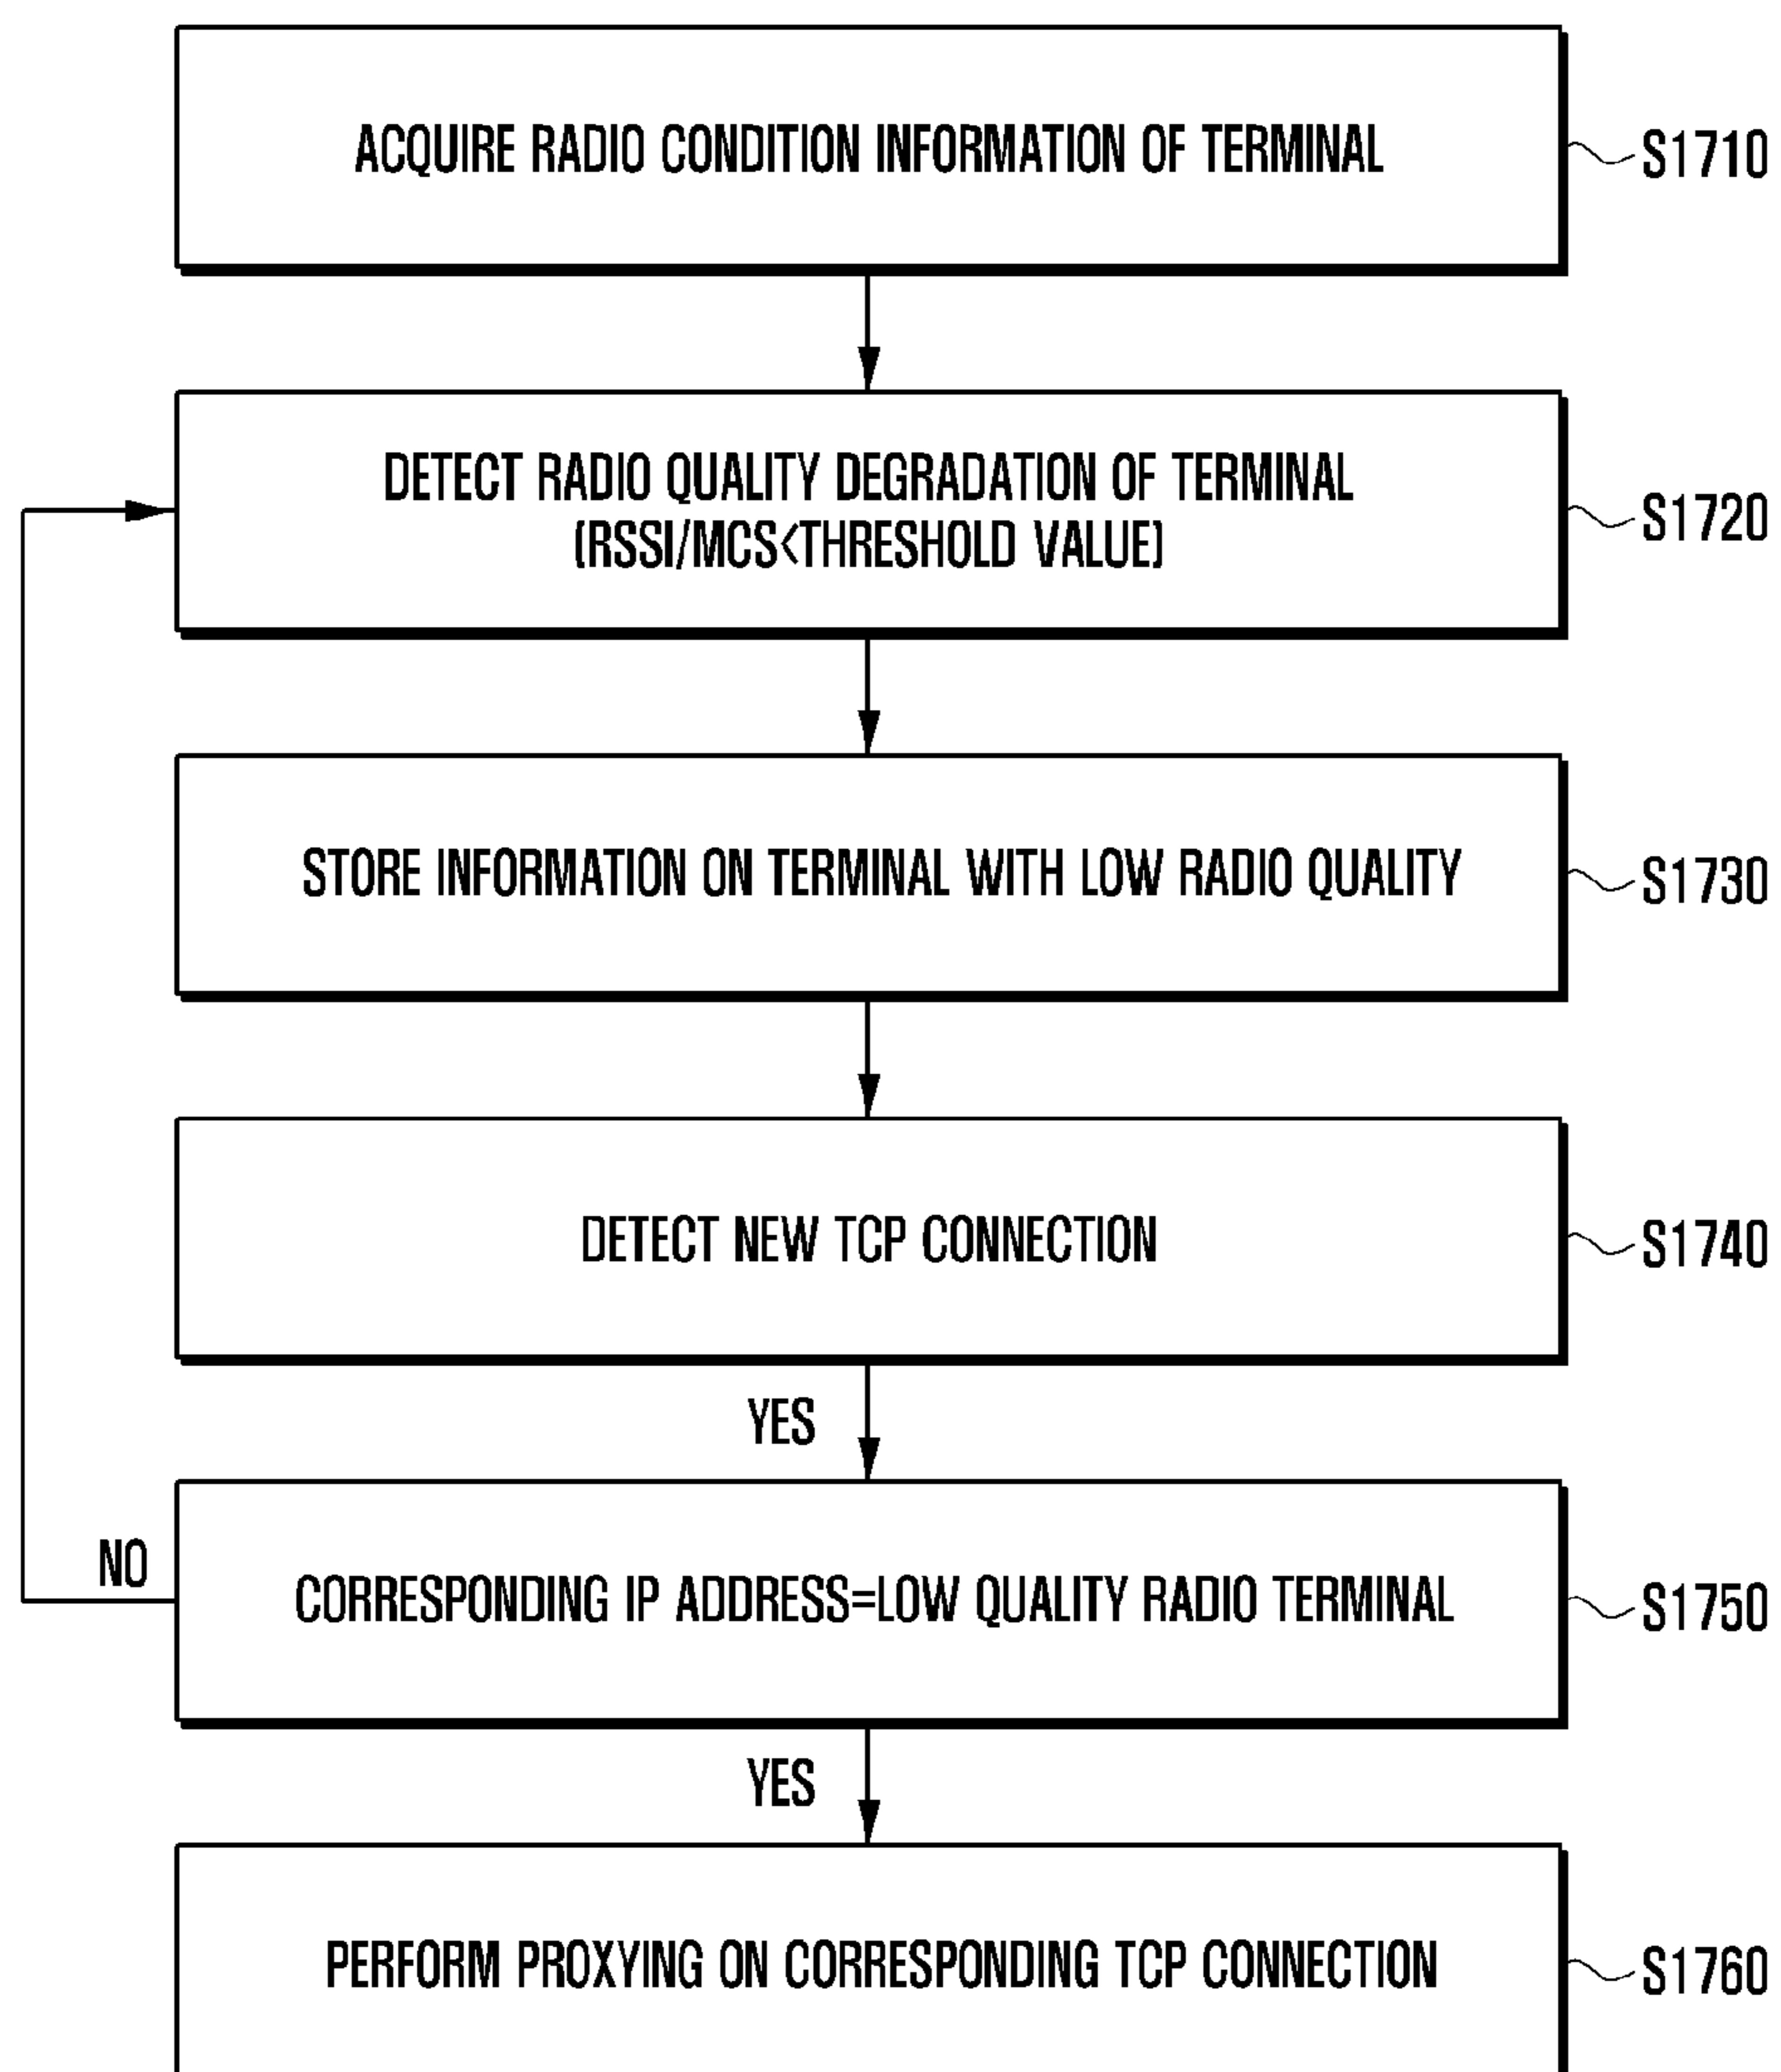 ACQUIRE RADIO CONDITION INFORMATION OF TERMINAL
S1710
DETECT RADIO QUALITY DEGRADATION OF TERMINAL
(RSSI/MCS<THRESHOLD VALUE)
S1720
STORE INFORMATION ON TERMINAL WITH LOW RADIO QUALITY
S1730
DETECT NEW TCP CONNECTION
S1740
YES
NO
CORRESPONDING IP ADDRESS=LOW QUALITY RADIO TERMINAL
S1750
YES
PERFORM PROXYING ON CORRESPONDING TCP CONNECTION
S1760